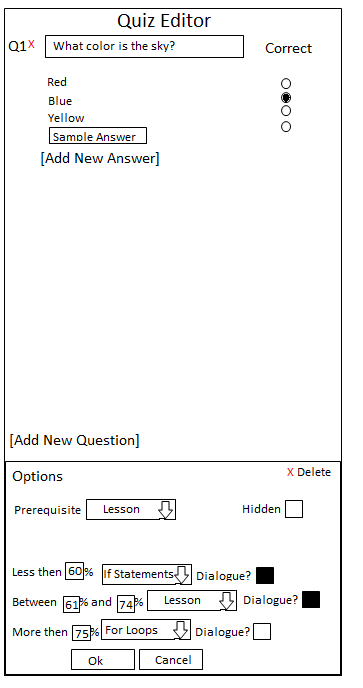 Quiz Editor
Q1 X What color is the sky? Correct
Red
Blue
Yellow
Sample Answer
[Add New Answer]
[Add New Question]
Options X Delete
Prerequisite Lesson Hidden
Less then 60% If Statements Dialogue?
Between 61% and 74% Lesson Dialogue?
More then 75% For Loops Dialogue?
Ok Cancel